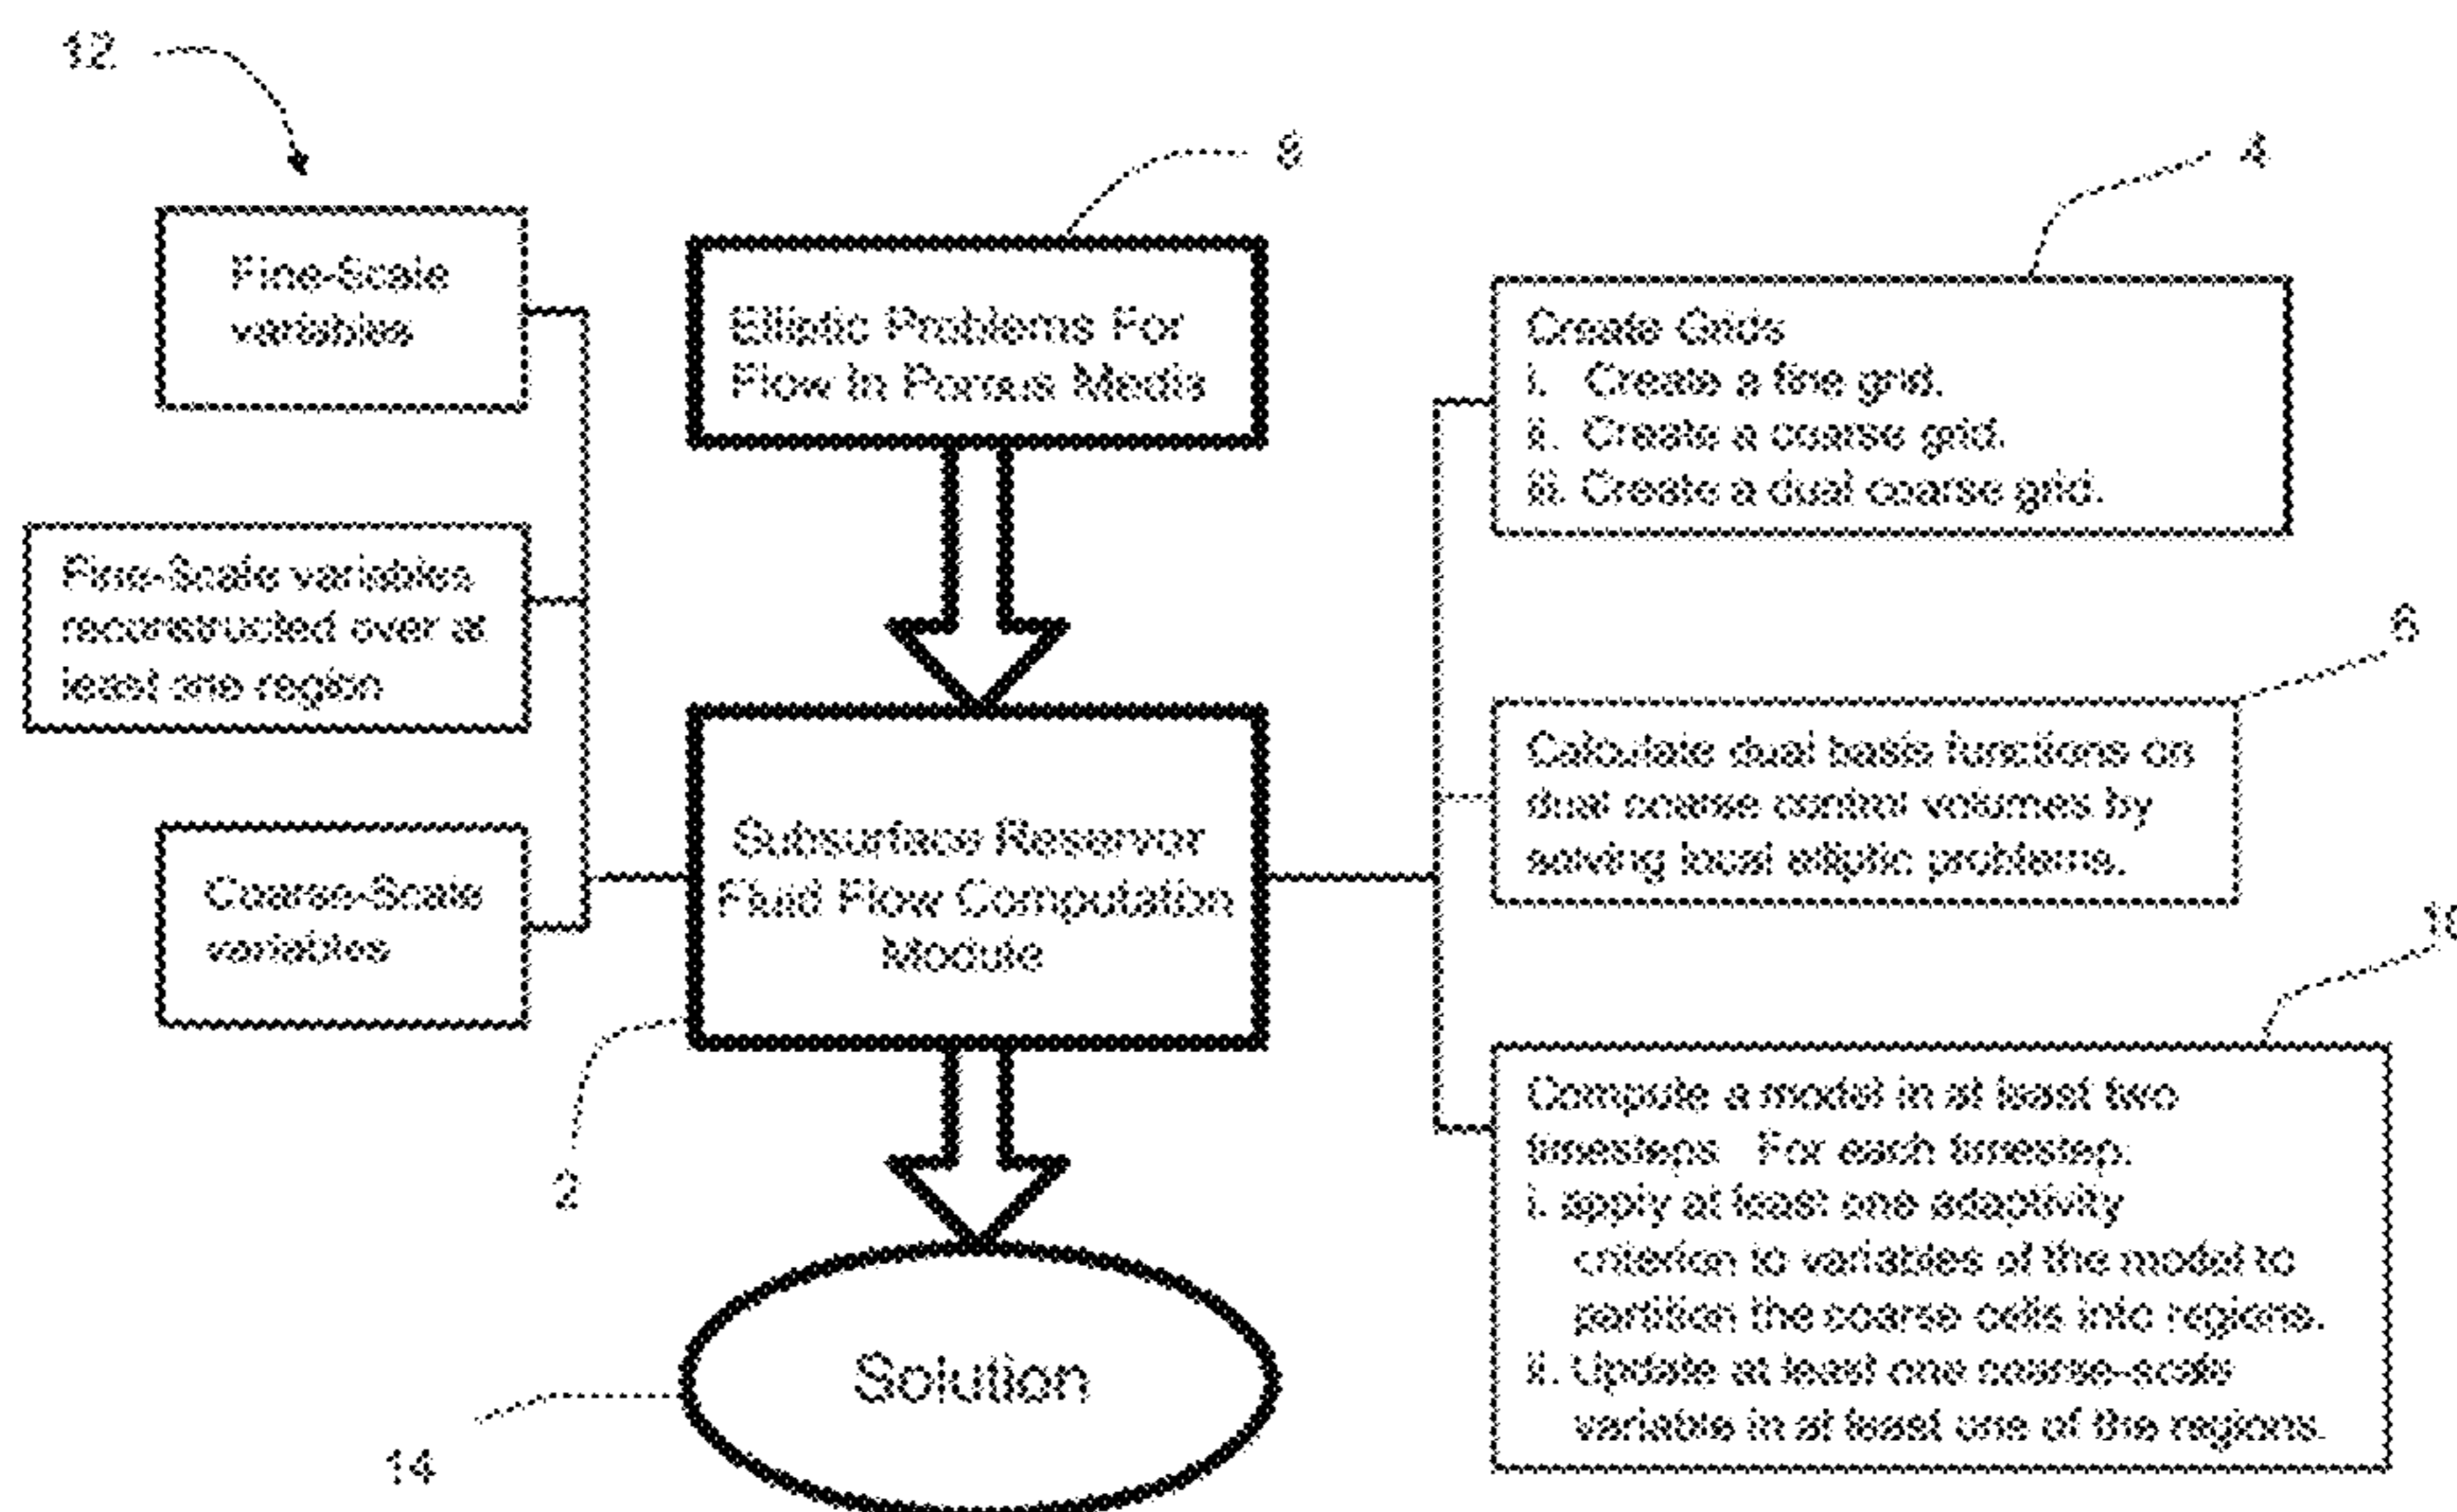 12
8
4
Fine-Scale
variables
Elliptic Problems For
Flow In Porous Media
Create Grids
i. Create a fine grid.
ii. Create a coarse grid.
iii. Create a dual coarse grid.
Fine-Scale variables
reconstructed over at
least one region
6
Calculate dual basis functions on
dual coarse control volumes by
solving local elliptic problems.
Coarse-Scale
variables
Subsurface Reservoir
Fluid Flow Computation
Module
10
2
Compute a model in at least two
timesteps For each timestep:
i. apply at least one adaptivity
criterion to variables of the model to
partition the coarse cells into regions.
ii. Update at least one coarse-scale
variable in at least one of the regions.
Solution
14